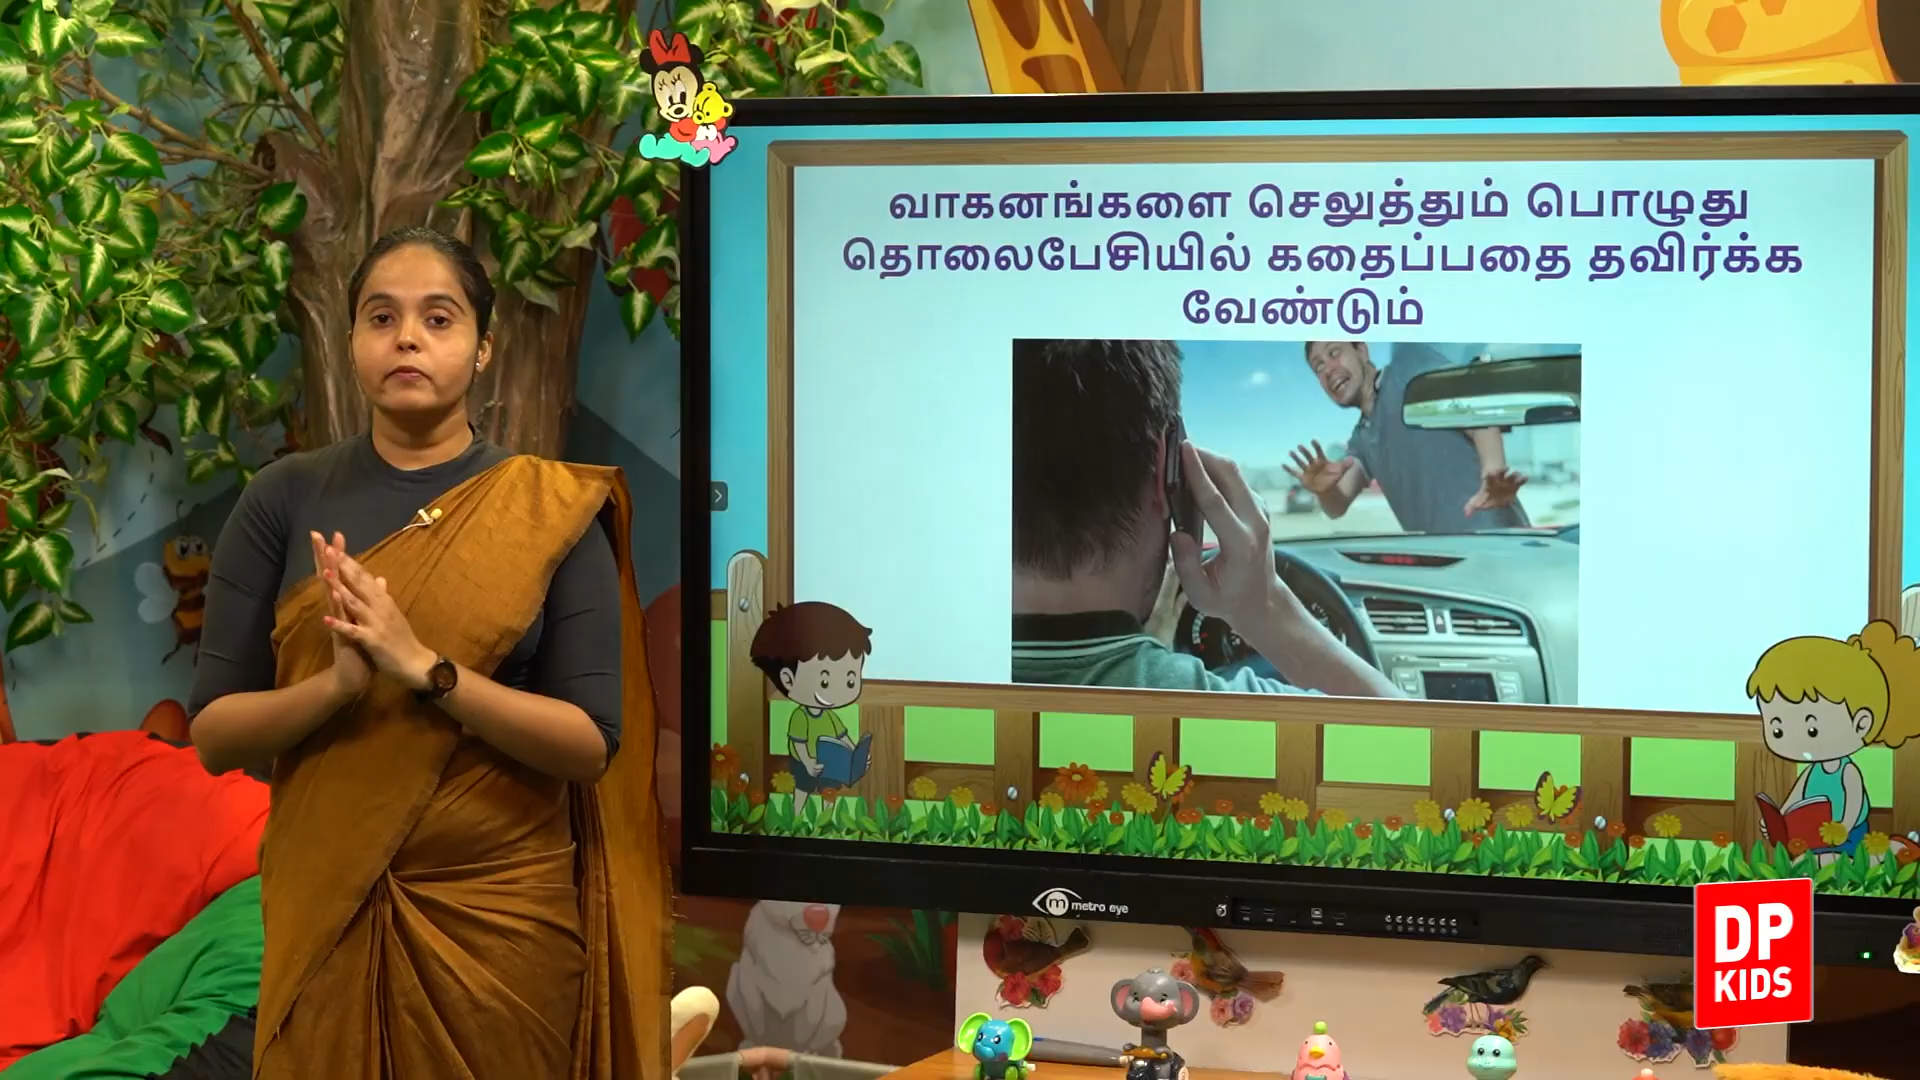 வாகனங்களை செலுத்தும் பொழுது
தொலைபேசியில் கதைப்பதை தவிர்க்க
வேண்டும்
metro eye
DP
KIDS